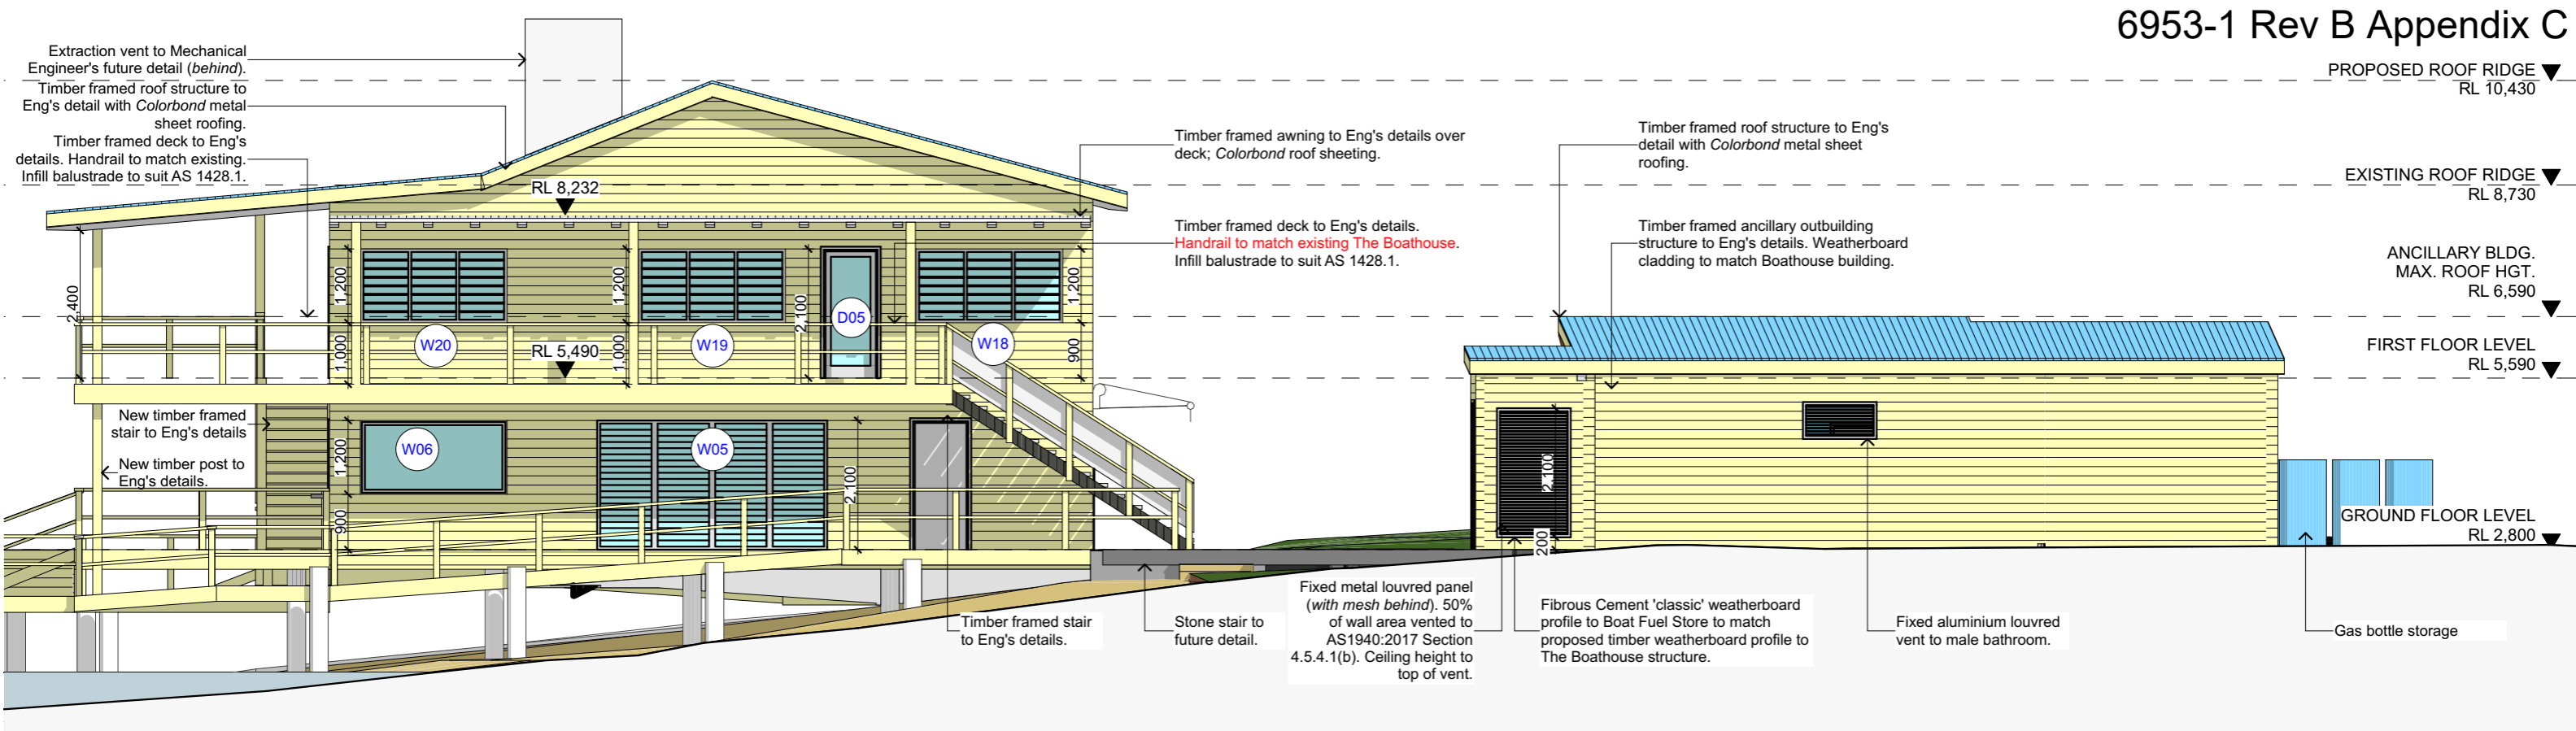 6953-1 Rev B Appendix C
Extraction vent to Mechanical
Engineer's future detail (behind).
Timber framed roof structure to
Eng's detail with Colorbond metal
sheet roofing.
Timber framed deck to Eng's
details. Handrail to match existing.
Infill balustrade to suit AS 1428.1.
Timber framed awning to Eng's details over
deck; Colorbond roof sheeting.
Timber framed deck to Eng's details.
Handrail to match existing The Boathouse.
Infill balustrade to suit AS 1428.1.
Timber framed roof structure to Eng's
detail with Colorbond metal sheet
roofing.
Timber framed ancillary outbuilding
structure to Eng's details. Weatherboard
cladding to match Boathouse building.
PROPOSED ROOF RIDGE
RL 10,430
EXISTING ROOF RIDGE
RL 8,730
ANCILLARY BLDG.
MAX. ROOF HGT.
RL 6,590
FIRST FLOOR LEVEL
RL 5,590
GROUND FLOOR LEVEL
RL 2,800
RL 8,232
RL 5,490
2,400
1,200
1,000
1,200
1,000
2,100
1,200
900
W20
W19
D05
W18
New timber framed
stair to Eng's details
New timber post to
Eng's details.
W06
W05
1,200
900
2,100
2,100
200
Timber framed stair
to Eng's details.
Stone stair to
future detail.
Fixed metal louvred panel
(with mesh behind). 50%
of wall area vented to
AS1940:2017 Section
4.5.4.1(b). Ceiling height to
top of vent.
Fibrous Cement 'classic' weatherboard
profile to Boat Fuel Store to match
proposed timber weatherboard profile to
The Boathouse structure.
Fixed aluminium louvred
vent to male bathroom.
Gas bottle storage